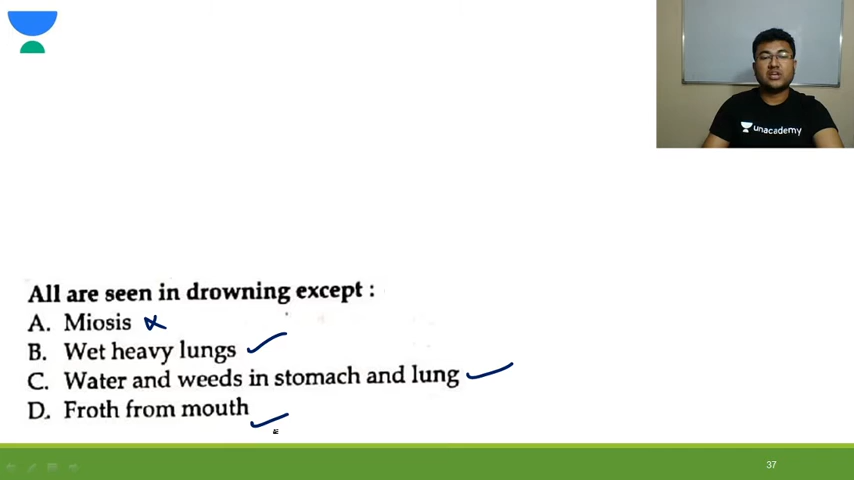 unacademy
All are seen in drowning except :
A. Miosis
B. Wet heavy lungs
C. Water and weeds in stomach and lung
D. Froth from mouth
37